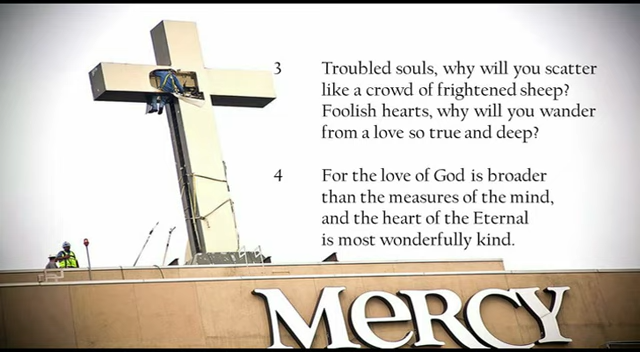 3 Troubled souls, why will you scatter
like a crowd of frightened sheep?
Foolish hearts, why will you wander
from a love so true and deep?
4 For the love of God is broader
than the measures of the mind,
and the heart of the Eternal
is most wonderfully kind.
MERCY